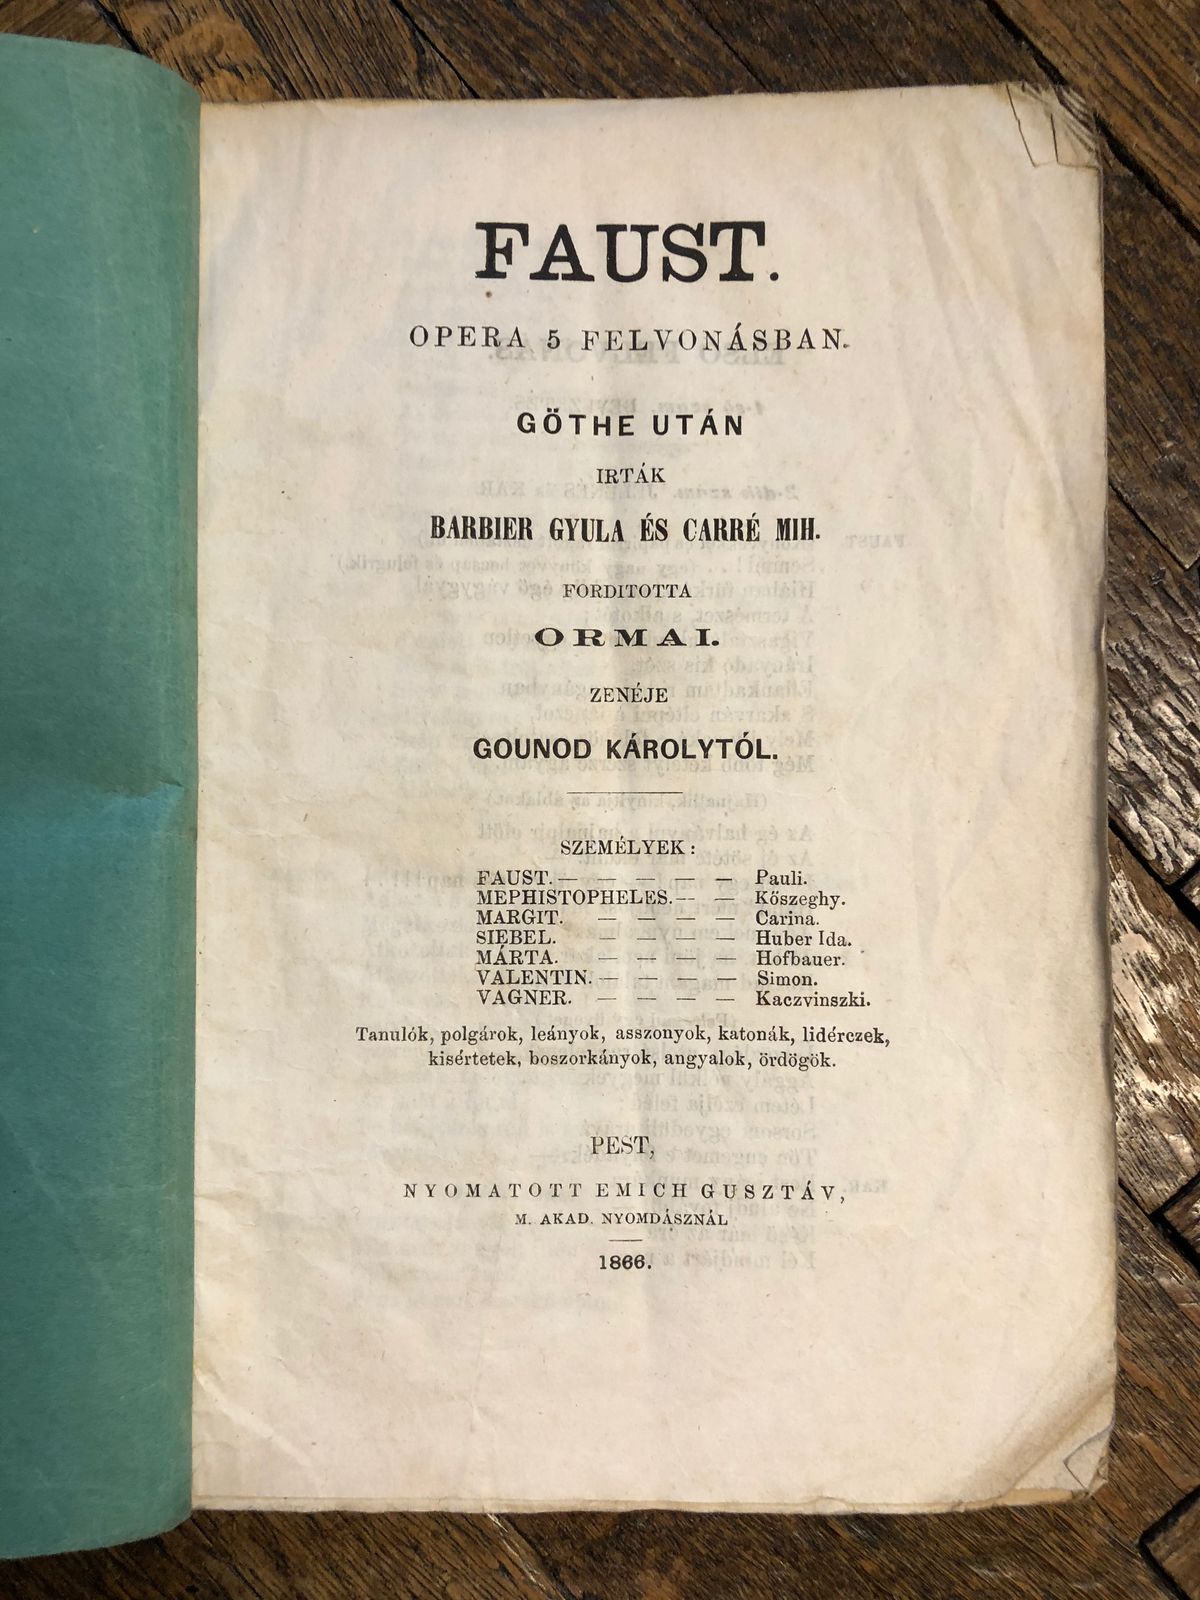 FAUST.
OPERA 5 FELVONÁSBAN.
GÖTHE UTÁN
IRTÁK
BARBIER GYULA ÉS CARRÉ MIH.
FORDITOTTA
ORMAI.
ZENÉJE
GOUNOD KÁROLYTÓL.
SZEMÉLYEK:
FAUST. — — — — — Pauli.
MEPHISTOPHELES. — — Kőszeghy.
MARGIT. — — — — Carina.
SIEBEL. — — — — Huber Ida.
MÁRTA. — — — — Hofbauer.
VALENTIN. — — — — Simon.
VAGNER. — — — — Kaczvinszki.
Tanulók, polgárok, leányok, asszonyok, katonák, lidérczek,
kisértetek, boszorkányok, angyalok, ördögök.
PEST,
NYOMATOTT EMICH GUSZTÁV,
M. AKAD. NYOMDÁSZNÁL
1866.